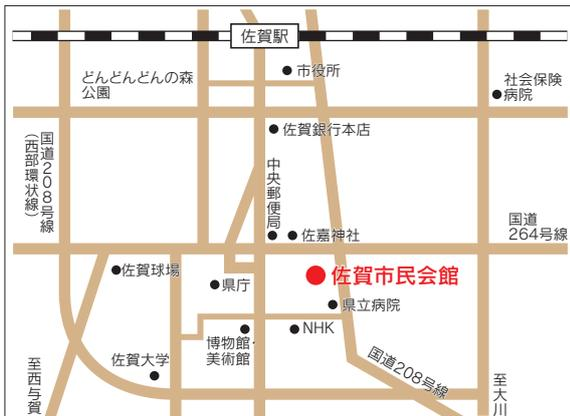 佐賀駅
市役所
どんどんどんの森
公園
社会保険
病院
佐賀銀行本店
国道208号線
(西部環状線)
中央郵便局
佐嘉神社
国道
264号線
佐賀球場
県庁
佐賀市民会館
県立病院
NHK
博物館・
美術館
佐賀大学
国道208号線
至西与賀
至大川